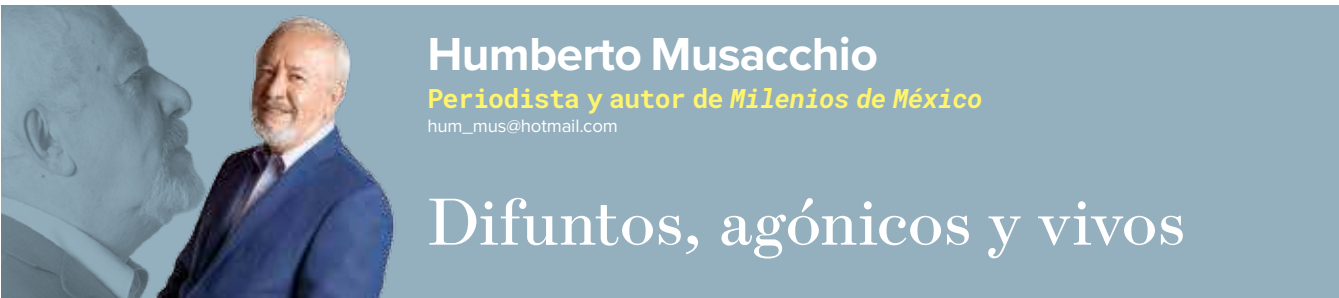 Humberto Musacchio
Periodista y autor de Milenios de México
hum_mus@hotmail.com
Difuntos, agónicos y vivos